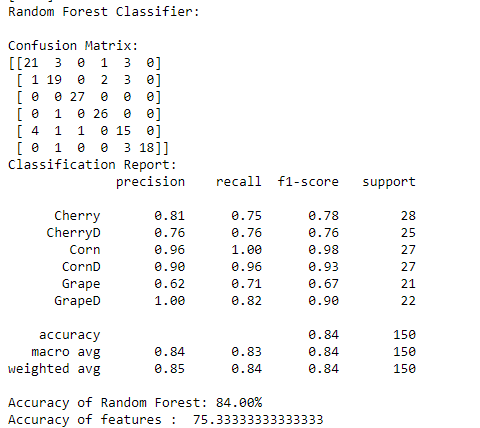 Random Forest Classifier:
Confusion Matrix:
[[21  3  0  1  3  0]
 [ 1 19  0  2  3  0]
 [ 0  0 27  0  0  0]
 [ 0  1  0 26  0  0]
 [ 4  1  1  0 15  0]
 [ 0  1  0  0  3 18]]
Classification Report:
              precision    recall  f1-score   support
      Cherry       0.81      0.75      0.78        28
     CherryD       0.76      0.76      0.76        25
        Corn       0.96      1.00      0.98        27
       CornD       0.90      0.96      0.93        27
       Grape       0.62      0.71      0.67        21
      GrapeD       1.00      0.82      0.90        22
    accuracy                           0.84       150
   macro avg       0.84      0.83      0.84       150
weighted avg       0.85      0.84      0.84       150
Accuracy of Random Forest: 84.00%
Accuracy of features :  75.33333333333333